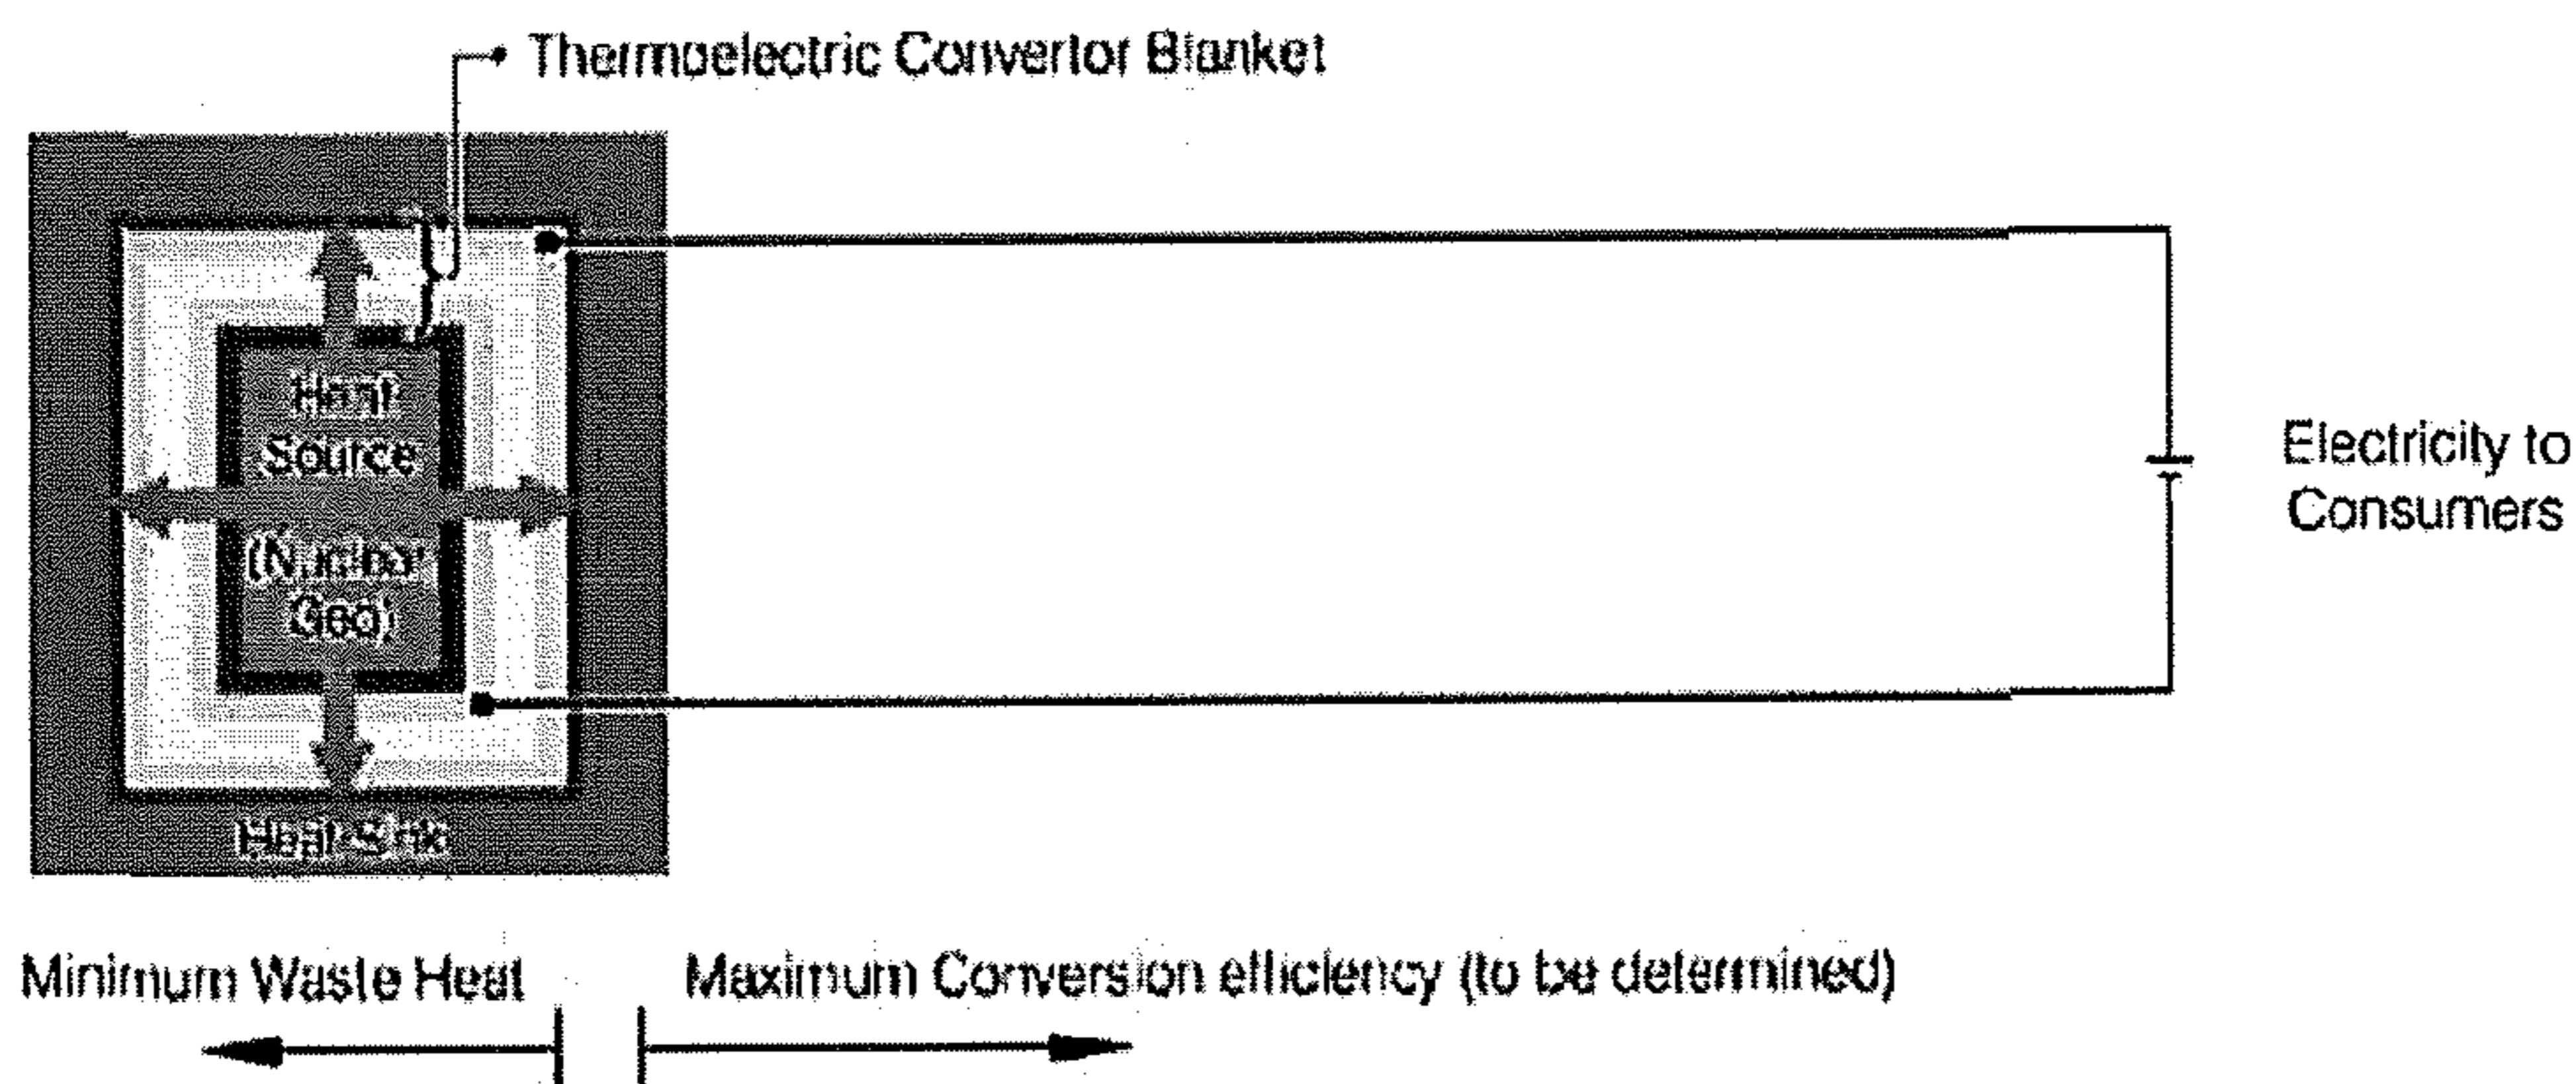 Thermoelectric Convertor Blanket
Heat
Source
(Nuclear
Geo)
Electricity to
Consumers
Heat Sink
Minimum Waste Heat
Maximum Conversion efficiency (to be determined)